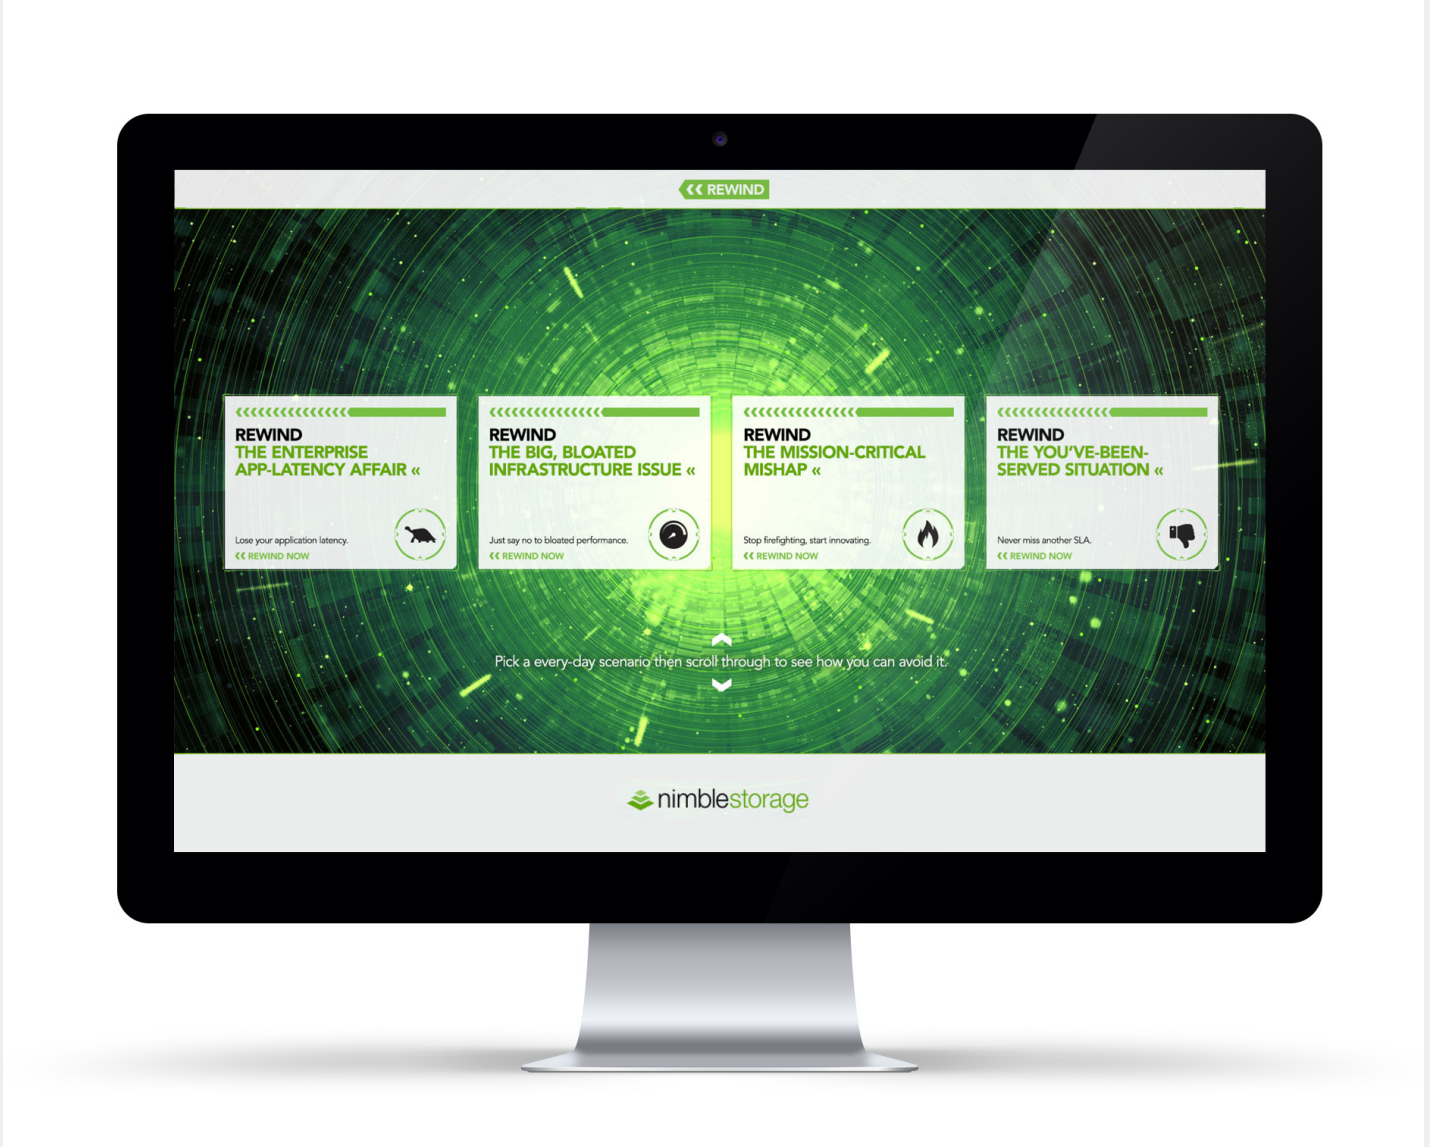 REWIND
REWIND
THE ENTERPRISE
APP-LATENCY AFFAIR «
Lose your application latency.
REWIND NOW
REWIND
THE BIG, BLOATED
INFRASTRUCTURE ISSUE «
Just say no to bloated performance.
REWIND NOW
REWIND
THE MISSION-CRITICAL
MISHAP «
Stop firefighting, start innovating.
REWIND NOW
REWIND
THE YOU'VE-BEEN-
SERVED SITUATION «
Never miss another SLA.
REWIND NOW
Pick a every-day scenario then scroll through to see how you can avoid it.
nimblestorage